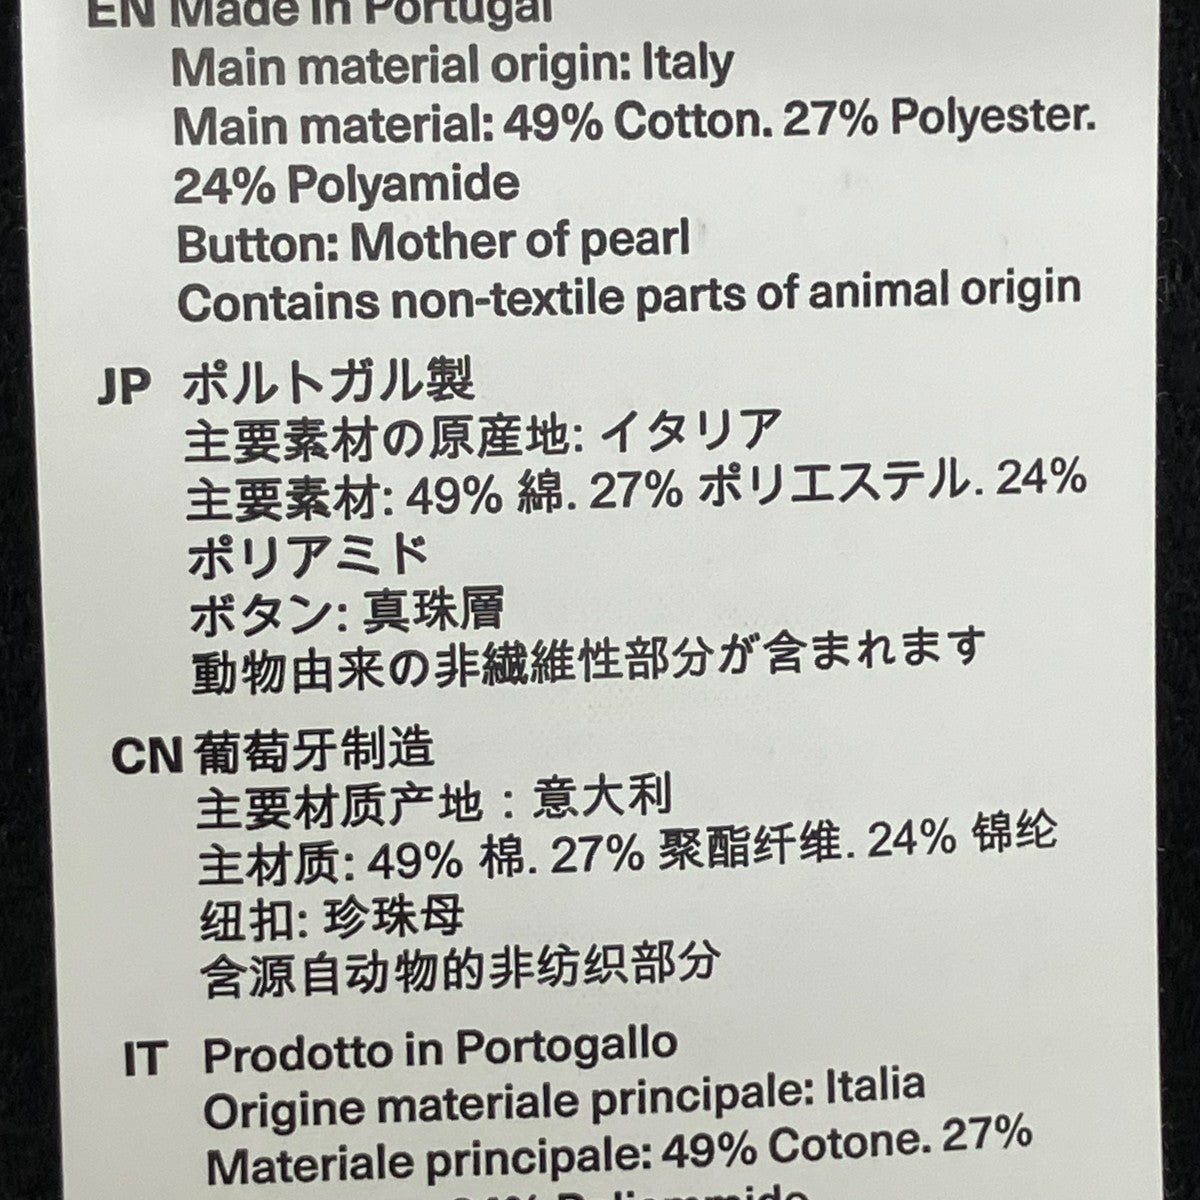 EN Made in Portugal
Main material origin: Italy
Main material: 49% Cotton. 27% Polyester.
24% Polyamide
Button: Mother of pearl
Contains non-textile parts of animal origin
JP ポルトガル製
主要素材の原産地: イタリア
主要素材: 49% 綿. 27% ポリエステル. 24%
ポリアミド
ボタン: 真珠層
動物由来の非繊維性部分が含まれます
CN 葡萄牙制造
主要材质产地：意大利
主材质: 49% 棉. 27% 聚酯纤维. 24% 锦纶
纽扣: 珍珠母
含源自动物的非纺织部分
IT Prodotto in Portogallo
Origine materiale principale: Italia
Materiale principale: 49% Cotone. 27%
24% Poliammide